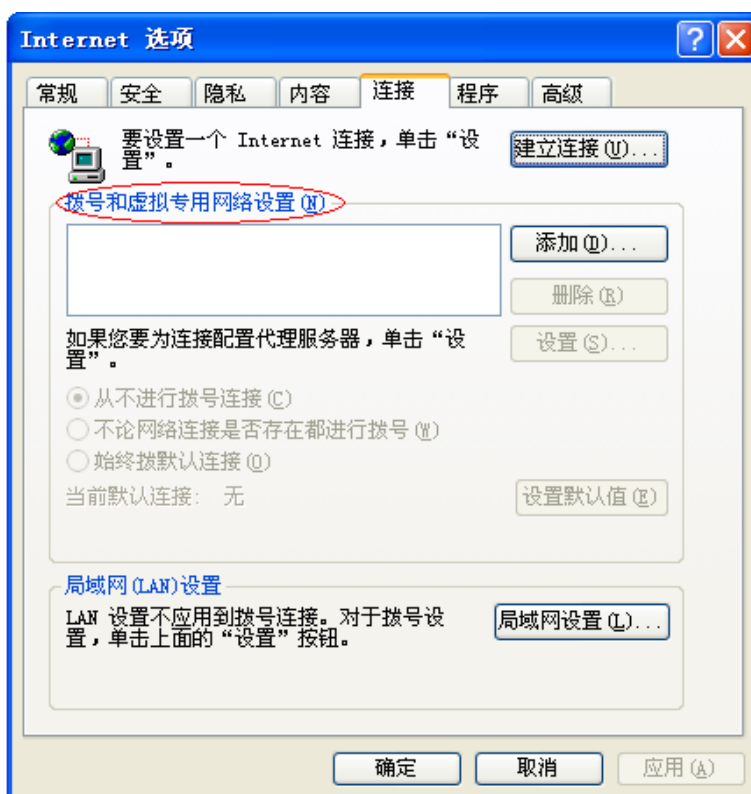 Internet 选项
常规 安全 隐私 内容 连接 程序 高级
要设置一个 Internet 连接，单击“设
置”。
建立连接(U)...
拨号和虚拟专用网络设置(N)
添加(D)...
删除(R)
如果您要为连接配置代理服务器，单击“设
置”。
设置(S)...
从不进行拨号连接(C)
不论网络连接是否存在都进行拨号(W)
始终拨默认连接(O)
当前默认连接: 无
设置默认值(E)
局域网(LAN)设置
LAN 设置不应用到拨号连接。对于拨号设
置，单击上面的“设置”按钮。
局域网设置(L)...
确定 取消 应用(A)